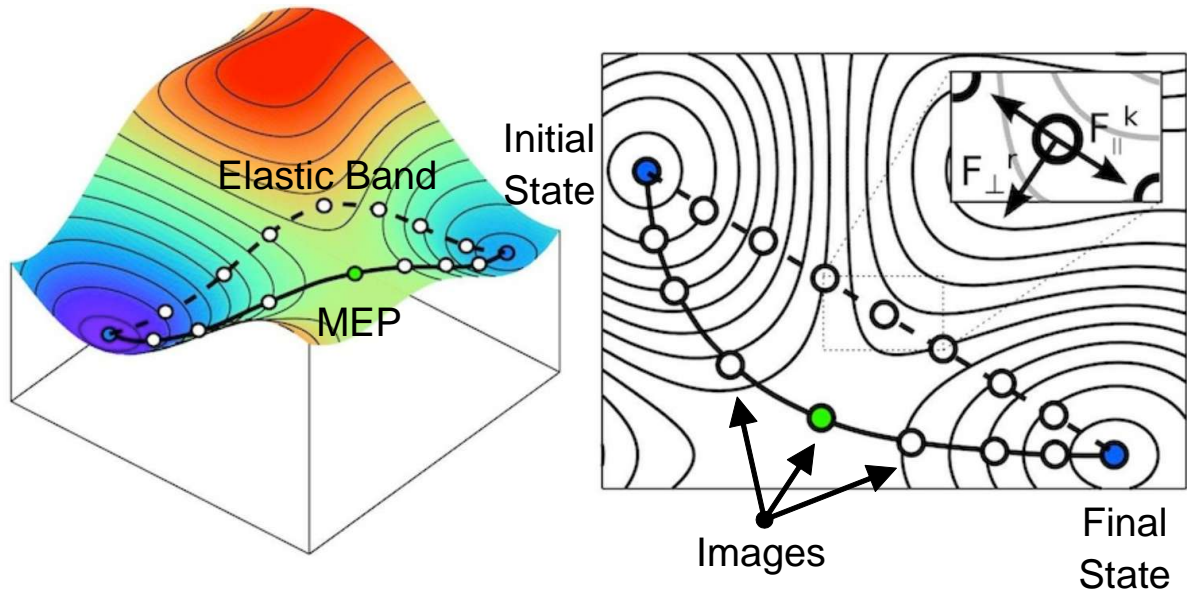 Elastic Band
MEP
Initial
State
F∥ᵏ
F⊥ʳ
Images
Final
State